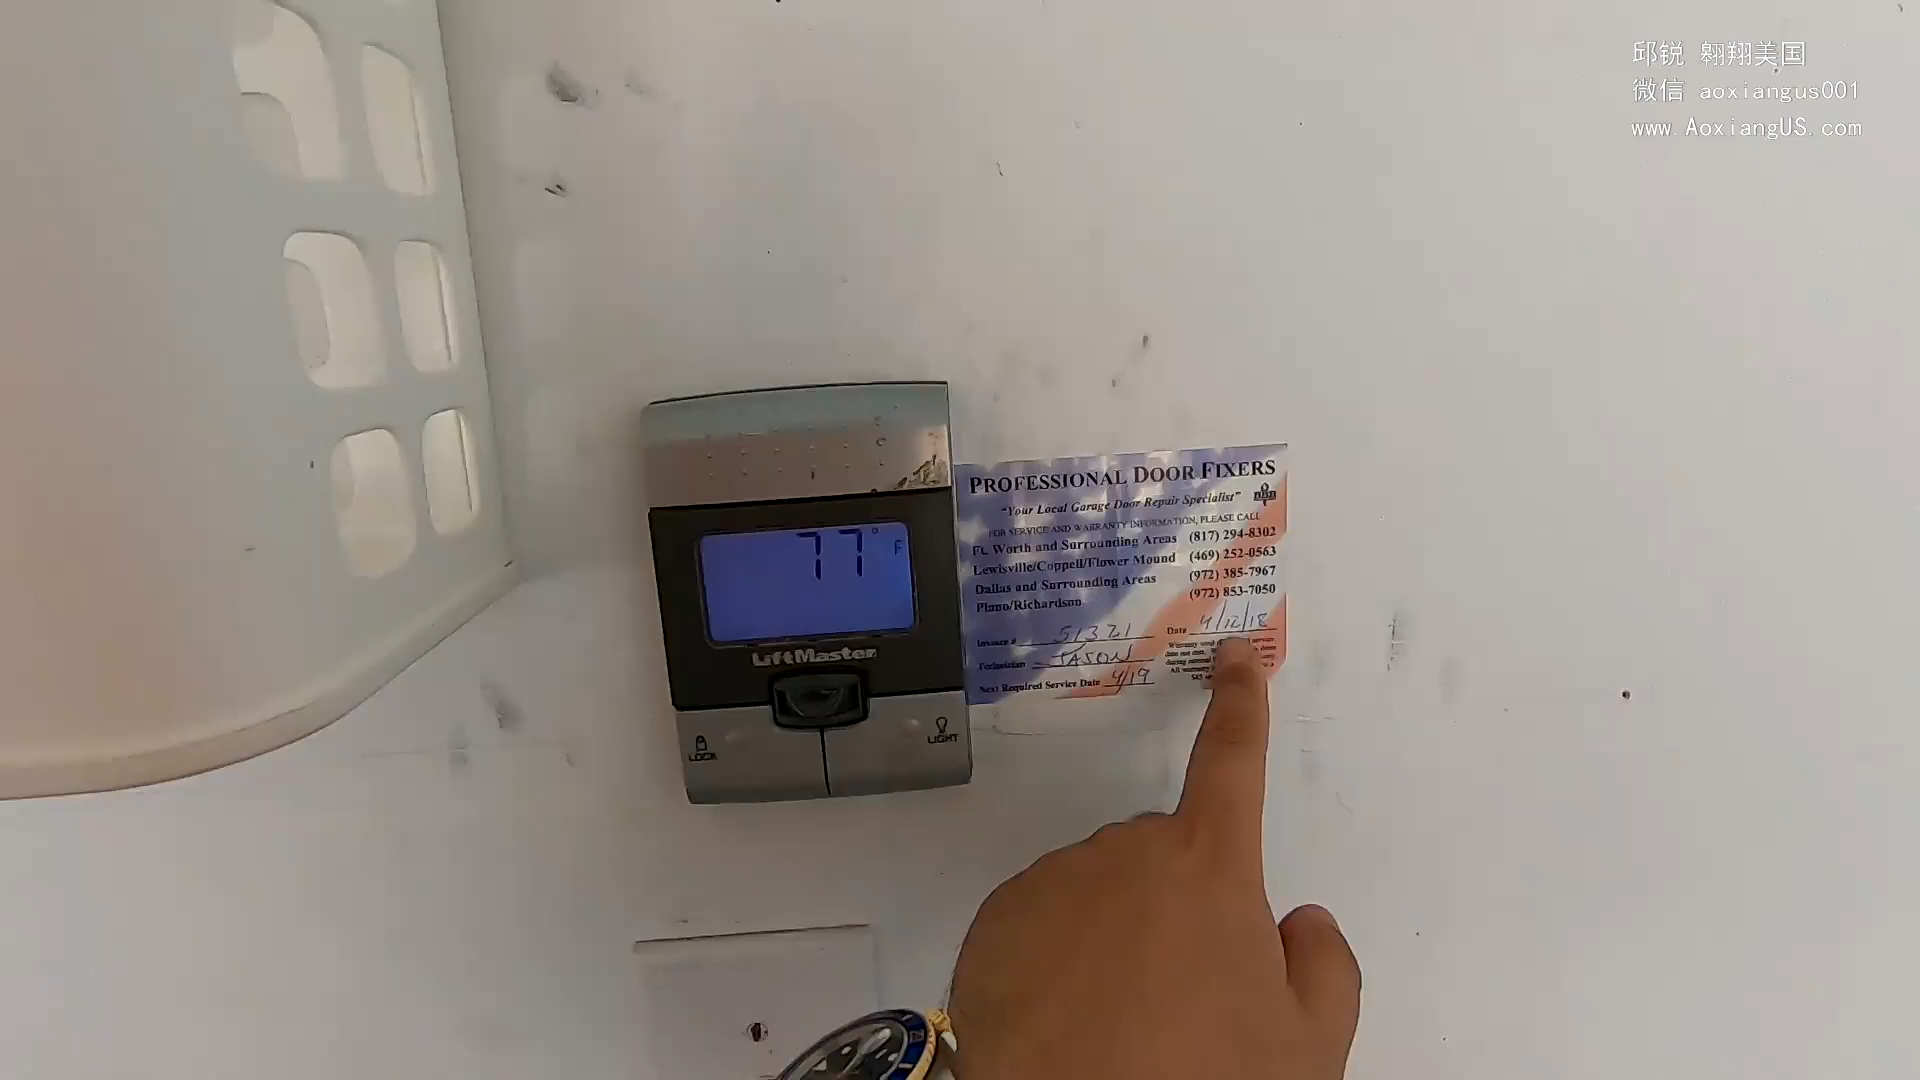 邱锐 翱翔美国
微信 aoxiangus001
www.AoxiangUS.com
77°F
LiftMaster
LOCK
LIGHT
PROFESSIONAL DOOR FIXERS
"Your Local Garage Door Repair Specialist"
FOR SERVICE AND WARRANTY INFORMATION, PLEASE CALL
Ft. Worth and Surrounding Areas (817) 294-8302
Lewisville/Coppell/Flower Mound (469) 252-0563
Dallas and Surrounding Areas (972) 385-7967
Plano/Richardson (972) 853-7050
Invoice # 51321 Date 4/12/18
Technician JASON
Next Required Service Date 4/19